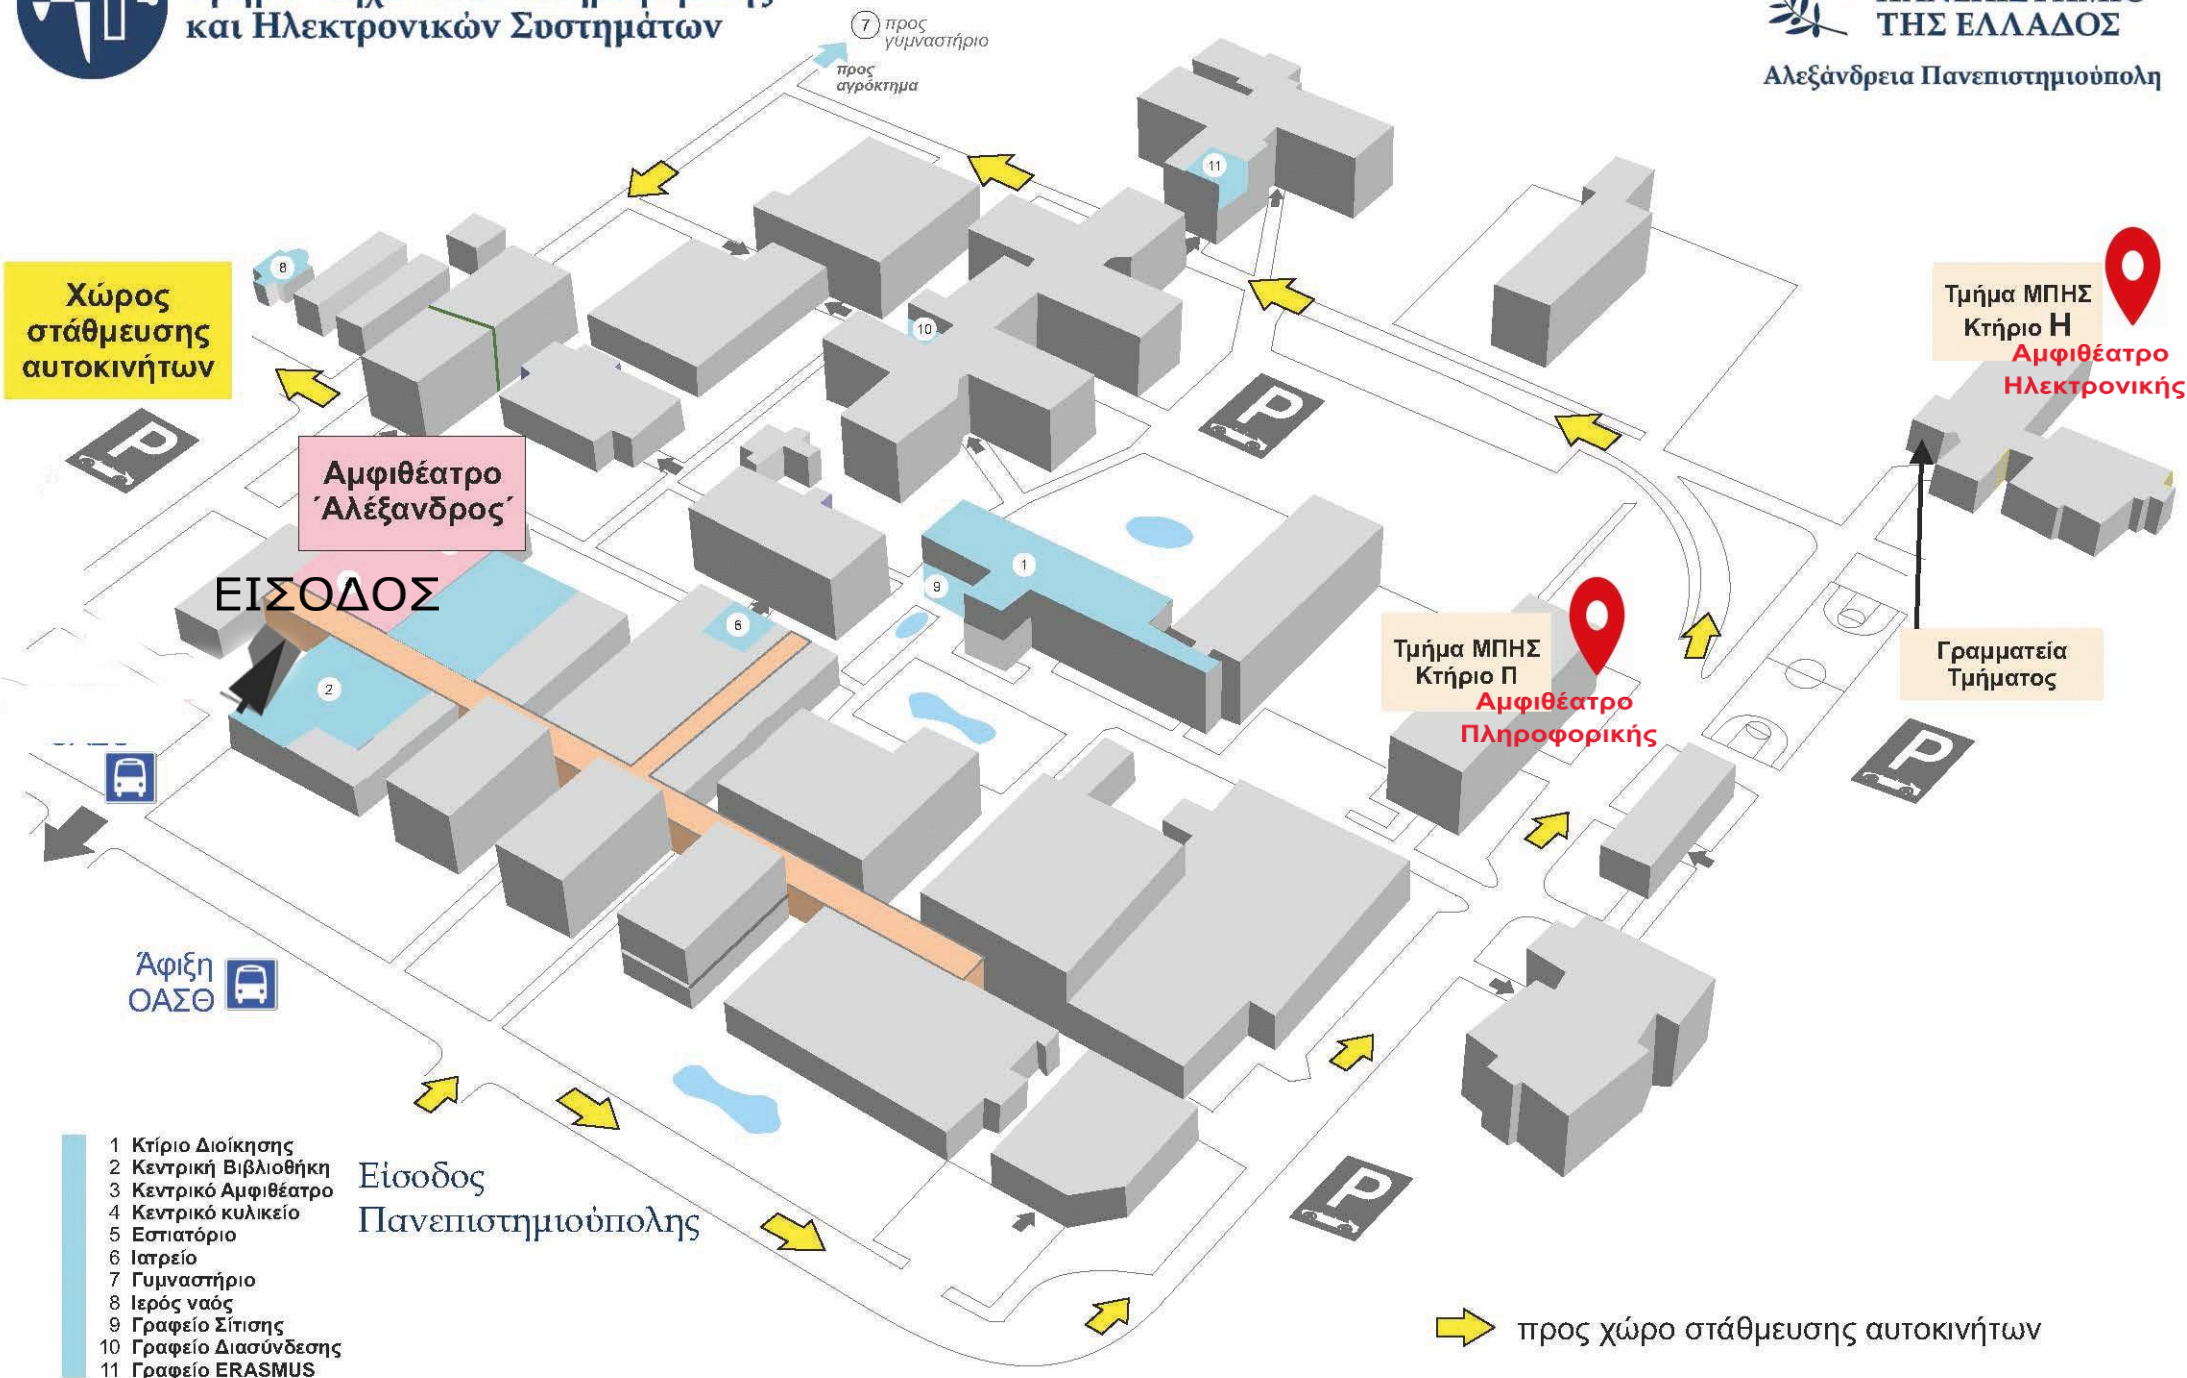 και Ηλεκτρονικών Συστημάτων
ΤΗΣ ΕΛΛΑΔΟΣ
Αλεξάνδρεια Πανεπιστημιούπολη
7 προς
γυμναστήριο
προς
αγρόκτημα
11
8
10
Χώρος
στάθμευσης
αυτοκινήτων
P
P
Τμήμα ΜΠΗΣ
Κτήριο Η
Αμφιθέατρο
Ηλεκτρονικής
Αμφιθέατρο
΄Αλέξανδρος΄
ΕΙΣΟΔΟΣ
1
9
6
2
Τμήμα ΜΠΗΣ
Κτήριο Π
Αμφιθέατρο
Πληροφορικής
Γραμματεία
Τμήματος
P
Άφιξη
ΟΑΣΘ
1 Κτίριο Διοίκησης
2 Κεντρική Βιβλιοθήκη
3 Κεντρικό Αμφιθέατρο
4 Κεντρικό κυλικείο
5 Εστιατόριο
6 Ιατρείο
7 Γυμναστήριο
8 Ιερός ναός
9 Γραφείο Σίτισης
10 Γραφείο Διασύνδεσης
11 Γραφείο ERASMUS
Είσοδος
Πανεπιστημιούπολης
P
προς χώρο στάθμευσης αυτοκινήτων